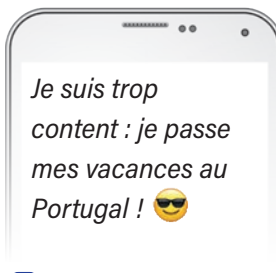 Je suis trop
content : je passe
mes vacances au
Portugal ! 😎